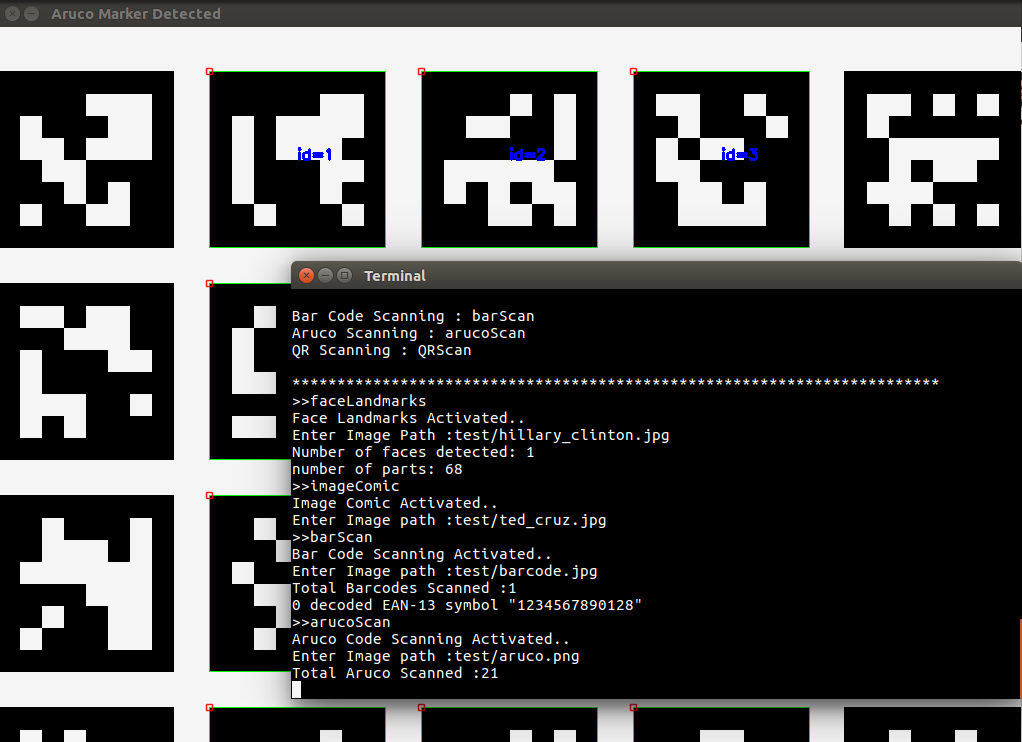 Aruco Marker Detected
id=1
id=2
id=3
Terminal
Bar Code Scanning : barScan
Aruco Scanning : arucoScan
QR Scanning : QRScan
************************************************************************
>>faceLandmarks
Face Landmarks Activated..
Enter Image Path :test/hillary_clinton.jpg
Number of faces detected: 1
number of parts: 68
>>imageComic
Image Comic Activated..
Enter Image path :test/ted_cruz.jpg
>>barScan
Bar Code Scanning Activated..
Enter Image path :test/barcode.jpg
Total Barcodes Scanned :1
0 decoded EAN-13 symbol "1234567890128"
>>arucoScan
Aruco Code Scanning Activated..
Enter Image path :test/aruco.png
Total Aruco Scanned :21